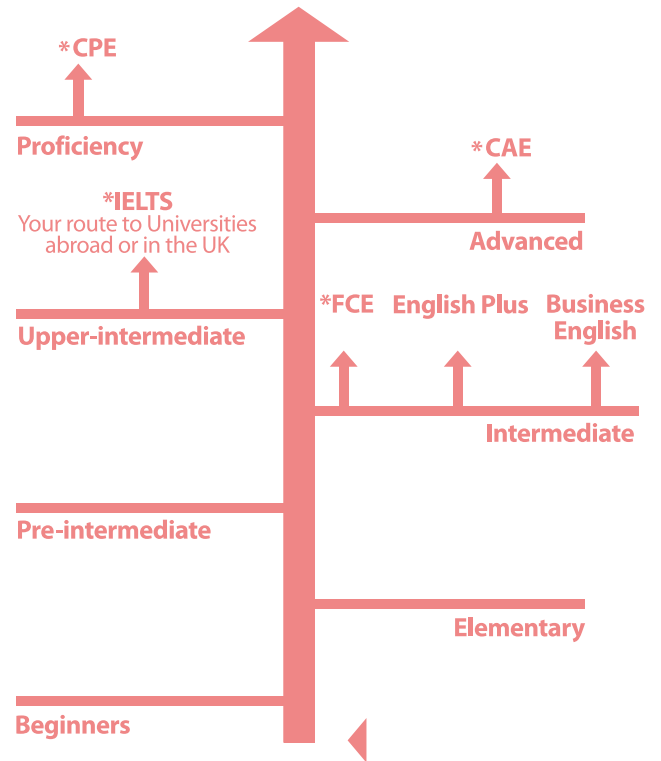 *CPE
Proficiency
*CAE
*IELTS
Your route to Universities
abroad or in the UK
Advanced
*FCE English Plus Business
English
Upper-intermediate
Intermediate
Pre-intermediate
Elementary
Beginners